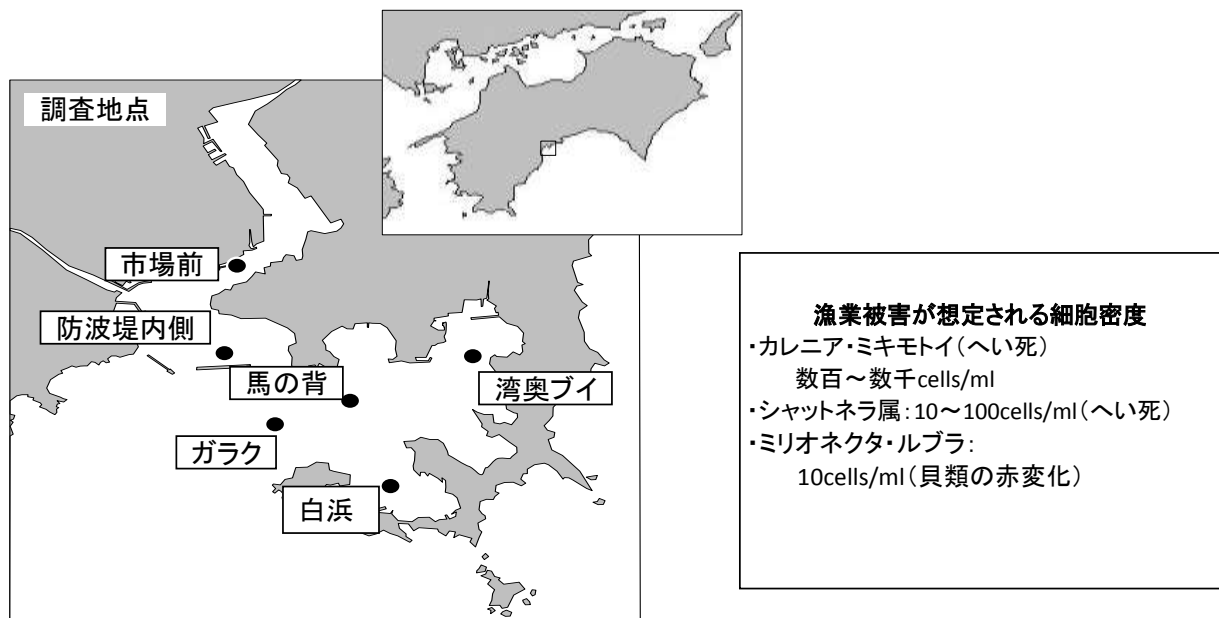 調査地点
市場前
防波堤内側
馬の背
湾奥ブイ
ガラク
白浜
漁業被害が想定される細胞密度
・カレニア・ミキモトイ(へい死)
数百～数千cells/ml
・シャットネラ属：10～100cells/ml(へい死)
・ミリオネクタ・ルブラ：
10cells/ml(貝類の赤変化)